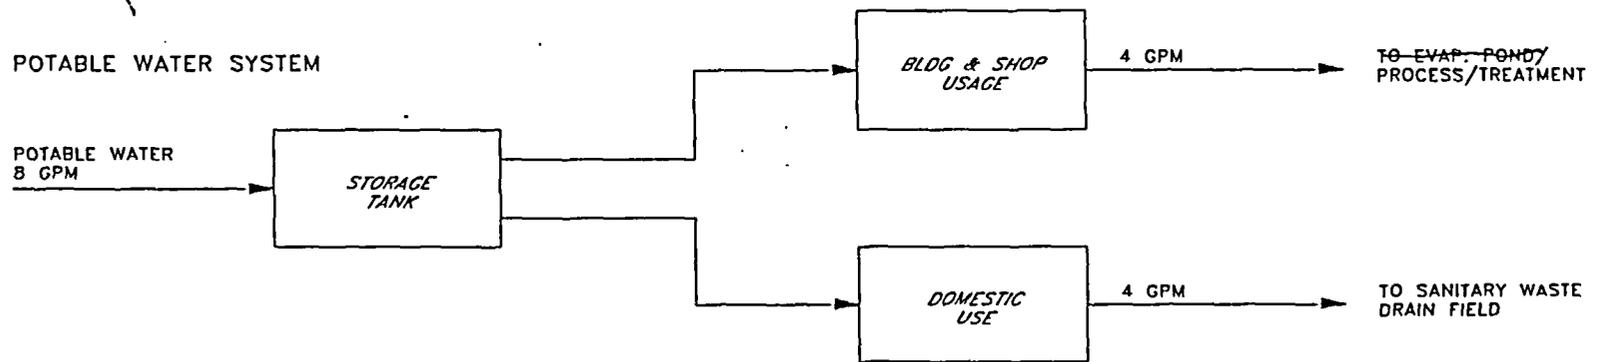 POTABLE WATER SYSTEM
POTABLE WATER
8 GPM
STORAGE
TANK
BLDG & SHOP
USAGE
4 GPM
TO EVAP. POND/
PROCESS/TREATMENT
DOMESTIC
USE
4 GPM
TO SANITARY WASTE
DRAIN FIELD